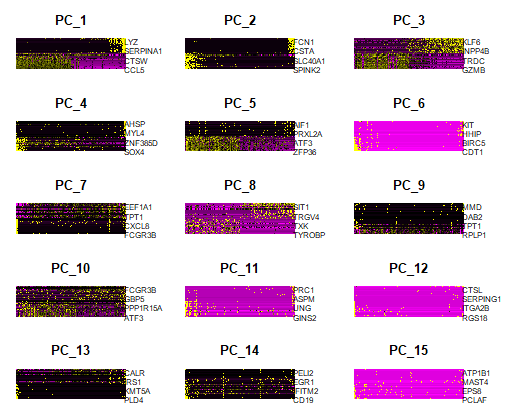 PC_1
LYZ
SERPINA1
CTSW
CCL5
PC_2
FCN1
CSTA
SLC40A1
SPINK2
PC_3
KLF6
NPP4B
TRDC
GZMB
PC_4
AHSP
MYL4
ZNF385D
SOX4
PC_5
AIF1
PRXL2A
ATF3
ZFP36
PC_6
KIT
HHIP
BIRC5
CDT1
PC_7
EEF1A1
TPT1
CXCL8
FCGR3B
PC_8
SIT1
TRGV4
TXK
TYROBP
PC_9
MMD
DAB2
TPT1
RPLP1
PC_10
FCGR3B
GBP5
PPP1R15A
ATF3
PC_11
PRC1
ASPM
UNG
GINS2
PC_12
CTSL
SERPING1
ITGA2B
RGS18
PC_13
CALR
IRS1
KMT5A
PLD4
PC_14
PELI2
EGR1
IFITM2
CD19
PC_15
ATP1B1
MAST4
EPS8
PCLAF